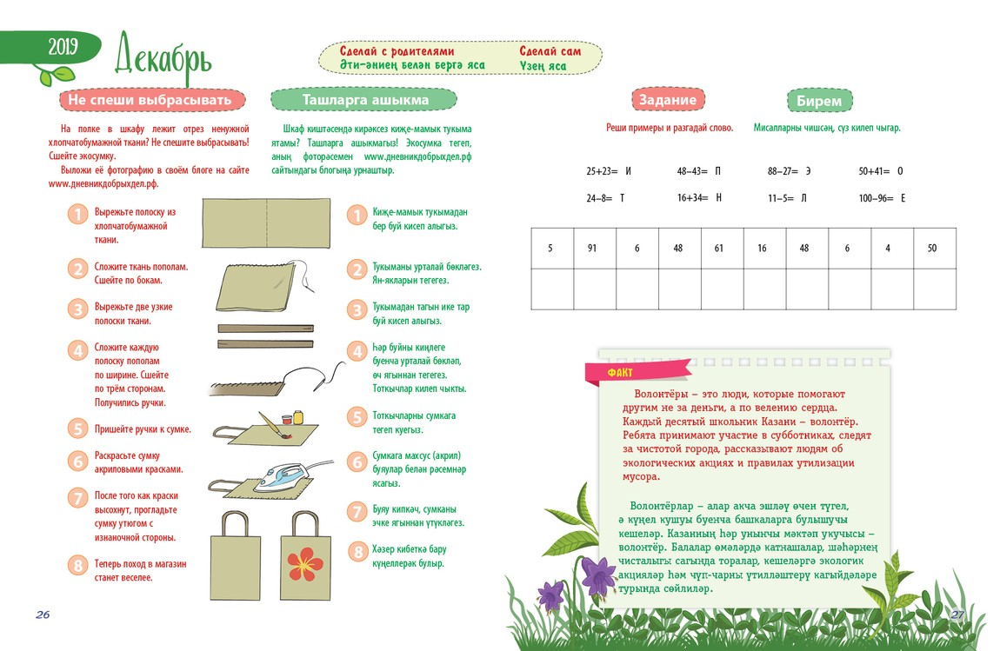 2019
Декабрь
Сделай с родителями
Әти-әниең белән бергә яса
Сделай сам
Үзең яса
Не спеши выбрасывать
На полке в шкафу лежит отрез ненужной
хлопчатобумажной ткани? Не спешите выбрасывать!
Сшейте экосумку.
Выложи её фотографию в своём блоге на сайте
www.дневникдобрыхдел.рф.
Ташларга ашыкма
Шкаф киштәсендә кирәксез киҗе-мамык тукыма
ятамы? Ташларга ашыкмагыз! Экосумка тегеп,
аның фоторәсемен www.дневникдобрыхдел.рф
сайтындагы блогыңа урнаштыр.
1 Вырежьте полоску из
хлопчатобумажной
ткани.
2 Сложите ткань пополам.
Сшейте по бокам.
3 Вырежьте две узкие
полоски ткани.
4 Сложите каждую
полоску пополам
по ширине. Сшейте
по трём сторонам.
Получились ручки.
5 Пришейте ручки к сумке.
6 Раскрасьте сумку
акриловыми красками.
7 После того как краски
высохнут, прогладьте
сумку утюгом с
изнаночной стороны.
8 Теперь поход в магазин
станет веселее.
1 Киҗе-мамык тукымадан
бер буй кисеп алыгыз.
2 Тукыманы урталай бөкләгез.
Ян-якларын тегегез.
3 Тукымадан тагын ике тар
буй кисеп алыгыз.
4 Һәр буйны киңлеге
буенча урталай бөкләп,
өч ягыннан тегегез.
Тоткычлар килеп чыкты.
5 Тоткычларны сумкага
тегеп куегыз.
6 Сумкага махсус (акрил)
буяулар белән рәсемнәр
ясагыз.
7 Буяу кипкәч, сумканы
эчке ягыннан үтүкләгез.
8 Хәзер кибеткә бару
күңеллерәк булыр.
26
Задание
Реши примеры и разгадай слово.
Бирем
Мисалларны чишсәң, сүз килеп чыгар.
25+23= И 48–43= П 88–27= Э 50+41= О
24–8= Т 16+34= Н 11–5= Л 100–96= Е
5 91 6 48 61 16 48 6 4 50
ФАКТ
Волонтёры – это люди, которые помогают
другим не за деньги, а по велению сердца.
Каждый десятый школьник Казани – волонтёр.
Ребята принимают участие в субботниках, следят
за чистотой города, рассказывают людям об
экологических акциях и правилах утилизации
мусора.
Волонтёрлар – алар акча эшләү өчен түгел,
ә күңел кушуы буенча башкаларга булышучы
кешеләр. Казанның һәр унынчы мәктәп укучысы –
волонтёр. Балалар өмәләрдә катнашалар, шәһәрнең
чисталыгы сагында торалар, кешеләргә экологик
акцияләр һәм чүп-чарны утилләштерү кагыйдәләре
турында сөйлиләр.
27